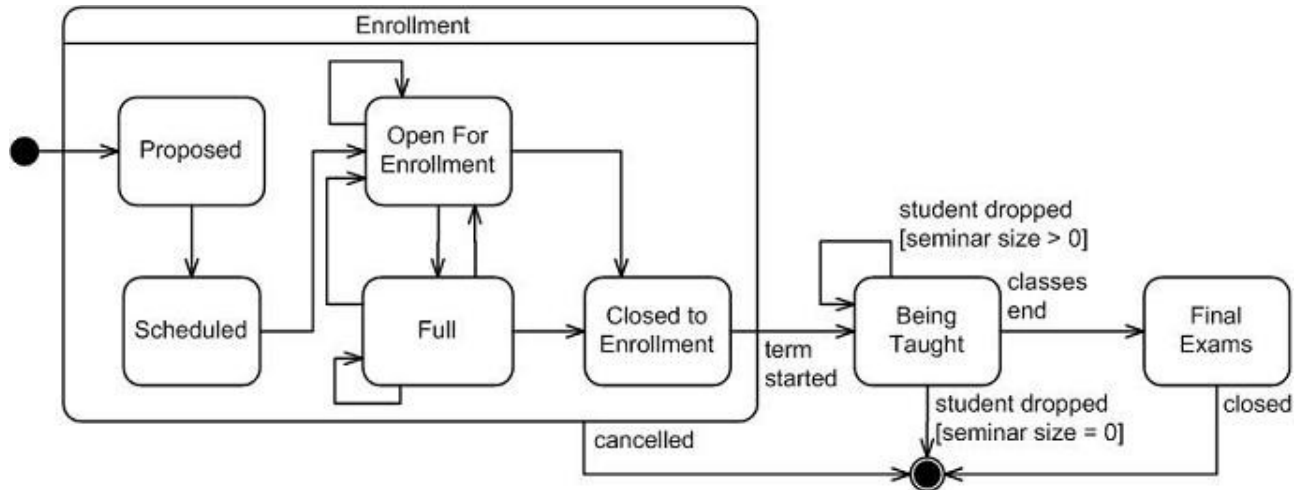 Enrollment
Proposed
Open For
Enrollment
Scheduled
Full
Closed to
Enrollment
term
started
student dropped
[seminar size > 0]
Being
Taught
classes
end
Final
Exams
cancelled
student dropped
[seminar size = 0]
closed